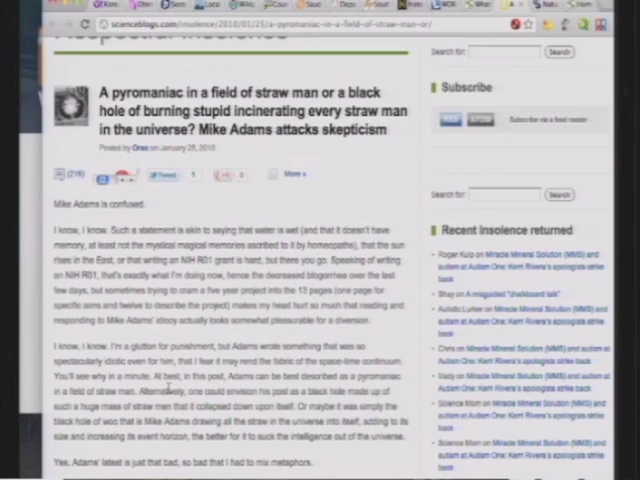 scienceblogs.com/insolence/2010/01/25/a-pyromaniac-in-a-field-of-straw-man-or/
Respectful Insolence
Search for:
Search
A pyromaniac in a field of straw man or a black
hole of burning stupid incinerating every straw man
in the universe? Mike Adams attacks skepticism
Posted by Orac on January 25, 2010
(216)
Tweet
1
+1
0
More »
Mike Adams is confused.
I know, I know. Such a statement is akin to saying that water is wet (and that it doesn't have
memory, at least not the mystical magical memories ascribed to it by homeopaths), that the sun
rises in the East, or that writing an NIH R01 grant is hard, but there you go. Speaking of writing
an NIH R01, that's exactly what I'm doing now, hence the decreased blogorrhea over the last
few days, but sometimes trying to cram a five year project into the 13 pages (one page for
specific aims and twelve to describe the project) makes my head hurt so much that reading and
responding to Mike Adams' idiocy actually looks somewhat pleasurable for a diversion.
I know, I know. I'm a glutton for punishment, but Adams wrote something that was so
spectacularly idiotic even for him, that I fear it may rend the fabric of the space-time continuum.
You'll see why in a minute. At best, in this post, Adams can be best described as a pyromaniac
in a field of straw man. Alternatively, one could envision his post as a black hole made up of
such a huge mass of straw men that it collapsed down upon itself. Or maybe it was simply the
black hole of woo that is Mike Adams drawing all the straw in the universe into itself, adding to its
size and increasing its event horizon, the better for it to suck the intelligence out of the universe.
Yes, Adams' latest is just that bad, so bad that I had to mix metaphors.
Subscribe
Subscribe via a feed reader
Search for:
Search
Recent Insolence returned
Roger Kulp on Miracle Mineral Solution (MMS) and
autism at Autism One: Kerri Rivera's apologists strike
back
Shay on A misguided "chalkboard talk"
Autistic Lurker on Miracle Mineral Solution (MMS) and
autism at Autism One: Kerri Rivera's apologists strike
back
Chris on Miracle Mineral Solution (MMS) and
autism at Autism One: Kerri Rivera's apologists strike
back
on Miracle Mineral Solution (MMS) and
autism at Autism One: Kerri Rivera's apologists strike
back
Science Mom on Miracle Mineral Solution (MMS) and
autism at Autism One: Kerri Rivera's apologists strike
back
Science Mom on Miracle Mineral Solution (MMS) and
autism at Autism One: Kerri Rivera's apologists strike
back